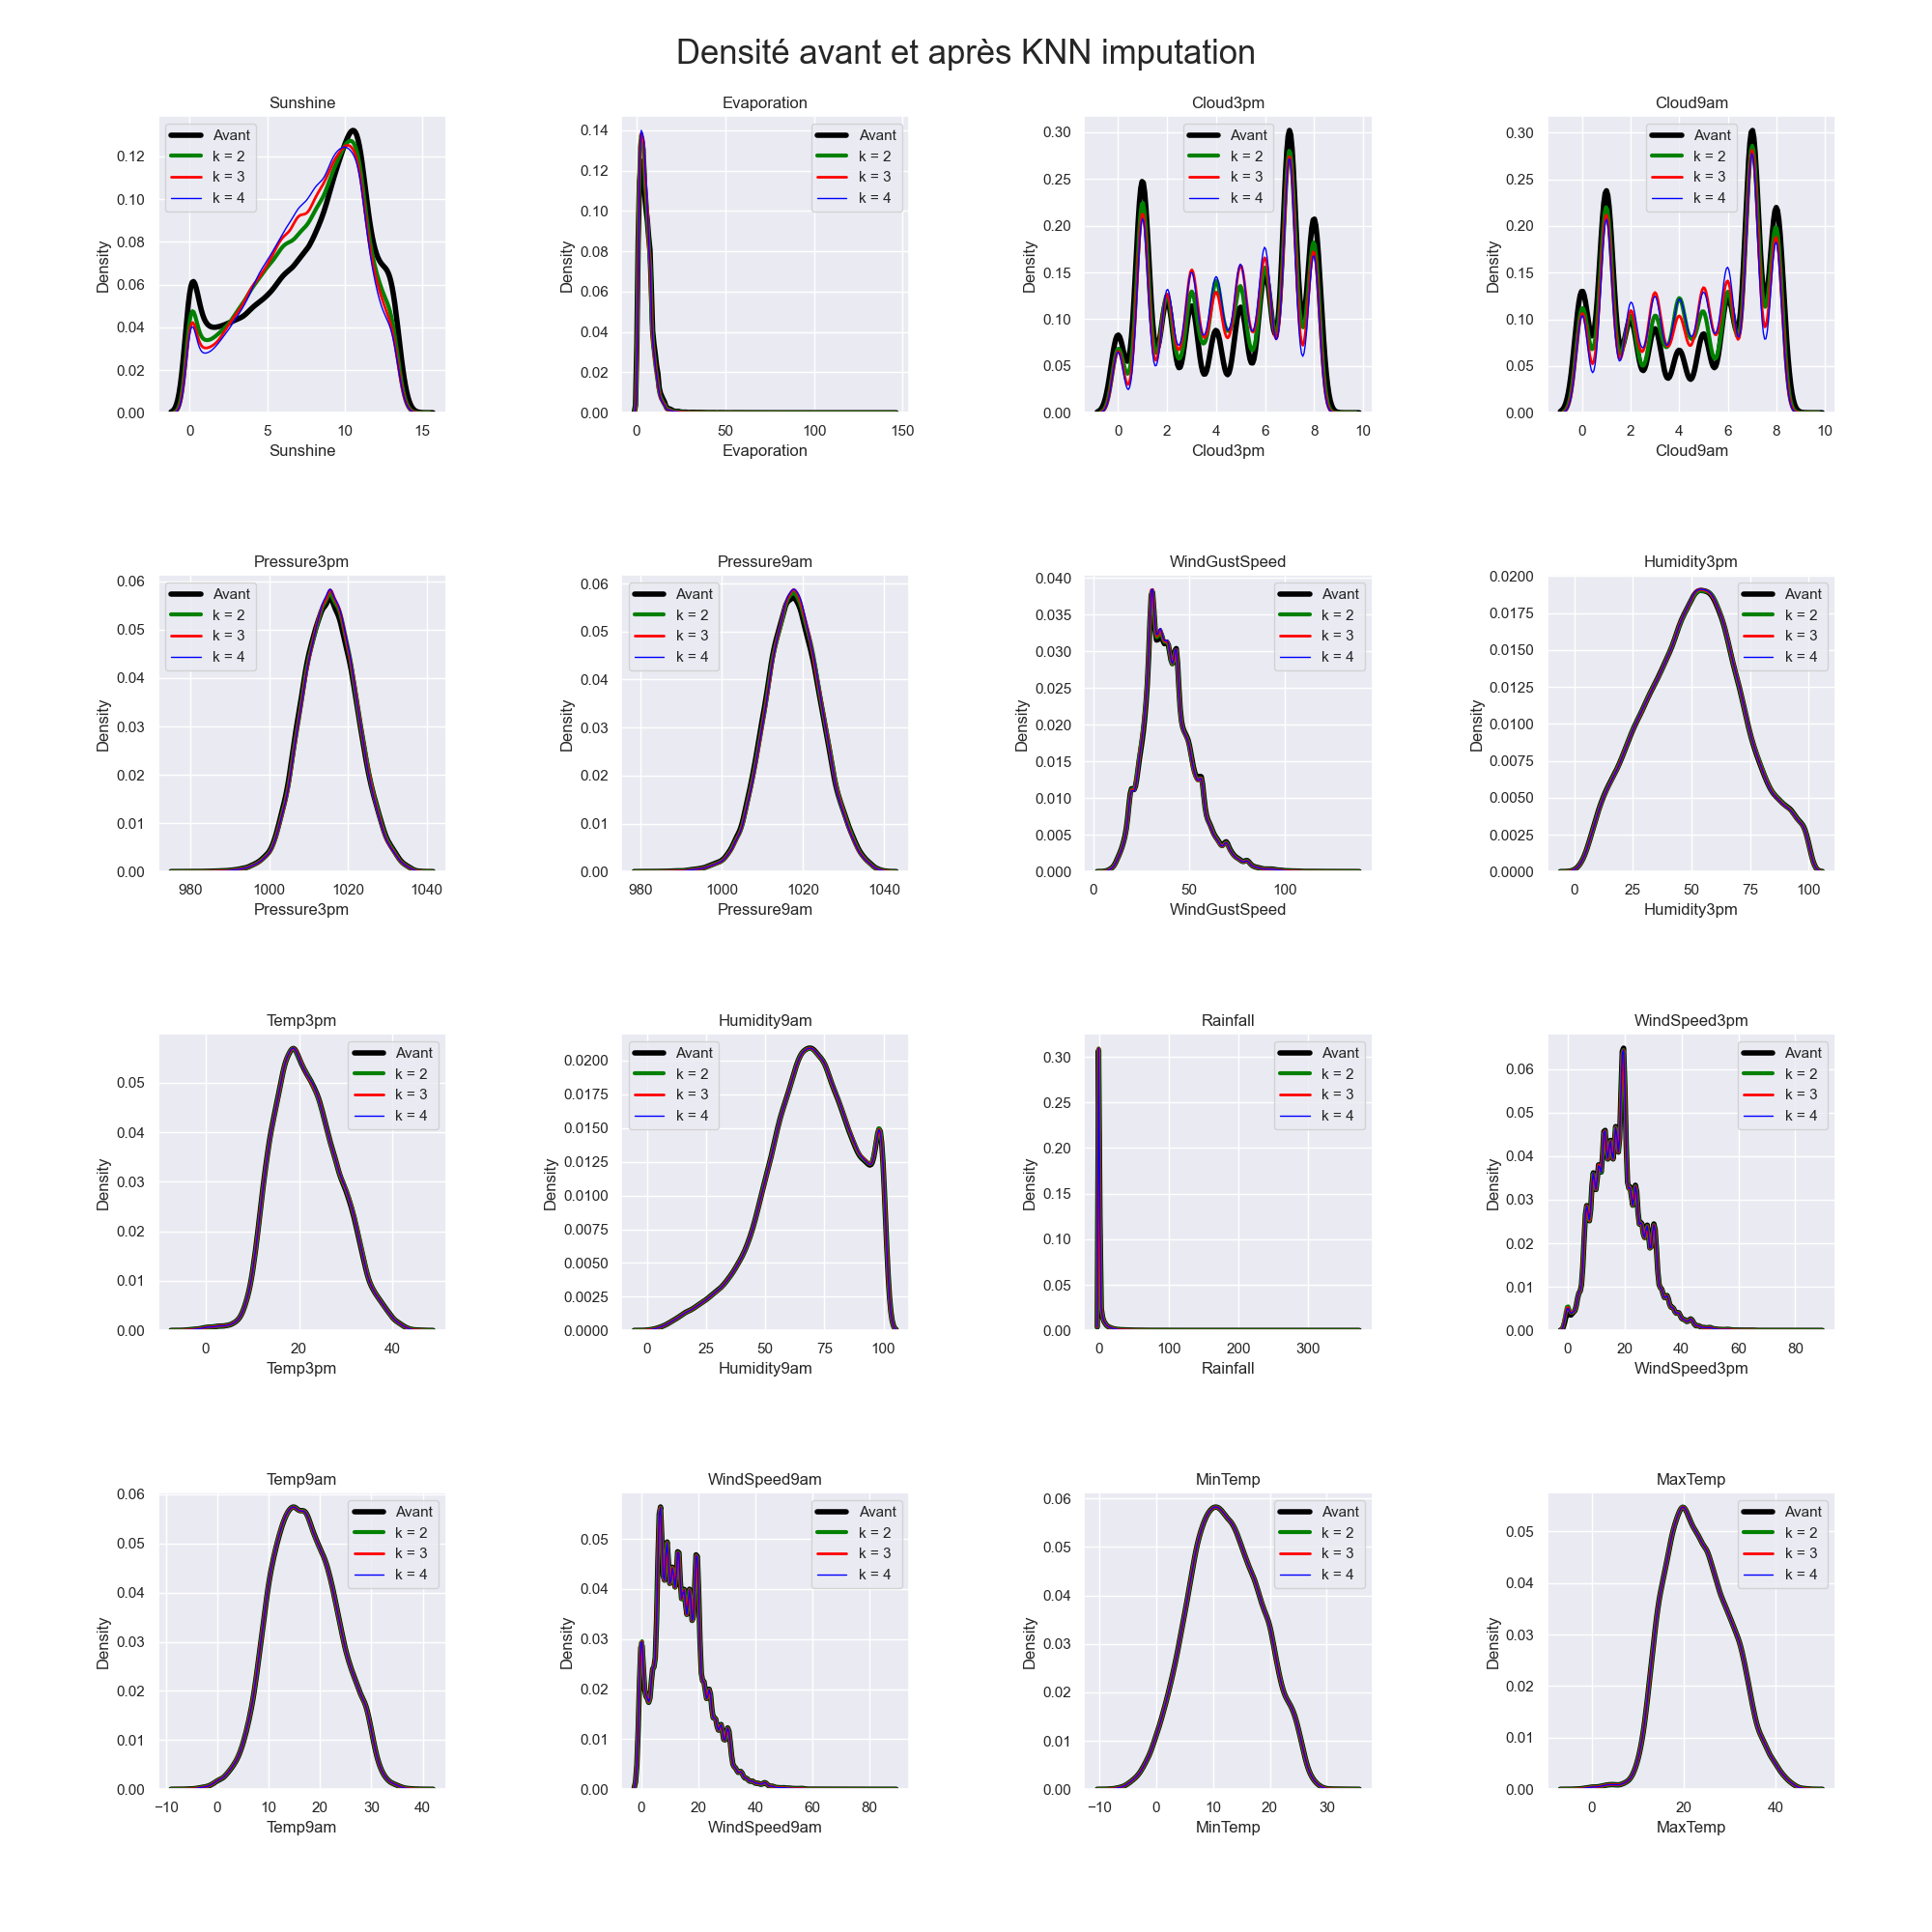 Densité avant et après KNN imputation
Sunshine
Avant
k = 2
k = 3
k = 4
Density
0.12
0.10
0.08
0.06
0.04
0.02
0.00
0 5 10 15
Sunshine
Evaporation
Avant
k = 2
k = 3
k = 4
Density
0.14
0.12
0.10
0.08
0.06
0.04
0.02
0.00
0 50 100 150
Evaporation
Cloud3pm
Avant
k = 2
k = 3
k = 4
Density
0.30
0.25
0.20
0.15
0.10
0.05
0.00
0 2 4 6 8 10
Cloud3pm
Cloud9am
Avant
k = 2
k = 3
k = 4
Density
0.30
0.25
0.20
0.15
0.10
0.05
0.00
0 2 4 6 8 10
Cloud9am
Pressure3pm
Avant
k = 2
k = 3
k = 4
Density
0.06
0.05
0.04
0.03
0.02
0.01
0.00
980 1000 1020 1040
Pressure3pm
Pressure9am
Avant
k = 2
k = 3
k = 4
Density
0.06
0.05
0.04
0.03
0.02
0.01
0.00
980 1000 1020 1040
Pressure9am
WindGustSpeed
Avant
k = 2
k = 3
k = 4
Density
0.040
0.035
0.030
0.025
0.020
0.015
0.010
0.005
0.000
0 50 100
WindGustSpeed
Humidity3pm
Avant
k = 2
k = 3
k = 4
Density
0.0200
0.0175
0.0150
0.0125
0.0100
0.0075
0.0050
0.0025
0.0000
0 25 50 75 100
Humidity3pm
Temp3pm
Avant
k = 2
k = 3
k = 4
Density
0.05
0.04
0.03
0.02
0.01
0.00
0 20 40
Temp3pm
Humidity9am
Avant
k = 2
k = 3
k = 4
Density
0.0200
0.0175
0.0150
0.0125
0.0100
0.0075
0.0050
0.0025
0.0000
0 25 50 75 100
Humidity9am
Rainfall
Avant
k = 2
k = 3
k = 4
Density
0.30
0.25
0.20
0.15
0.10
0.05
0.00
0 100 200 300
Rainfall
WindSpeed3pm
Avant
k = 2
k = 3
k = 4
Density
0.06
0.05
0.04
0.03
0.02
0.01
0.00
0 20 40 60 80
WindSpeed3pm
Temp9am
Avant
k = 2
k = 3
k = 4
Density
0.06
0.05
0.04
0.03
0.02
0.01
0.00
−10 0 10 20 30 40
Temp9am
WindSpeed9am
Avant
k = 2
k = 3
k = 4
Density
0.05
0.04
0.03
0.02
0.01
0.00
0 20 40 60 80
WindSpeed9am
MinTemp
Avant
k = 2
k = 3
k = 4
Density
0.06
0.05
0.04
0.03
0.02
0.01
0.00
−10 0 10 20 30
MinTemp
MaxTemp
Avant
k = 2
k = 3
k = 4
Density
0.05
0.04
0.03
0.02
0.01
0.00
0 20 40
MaxTemp